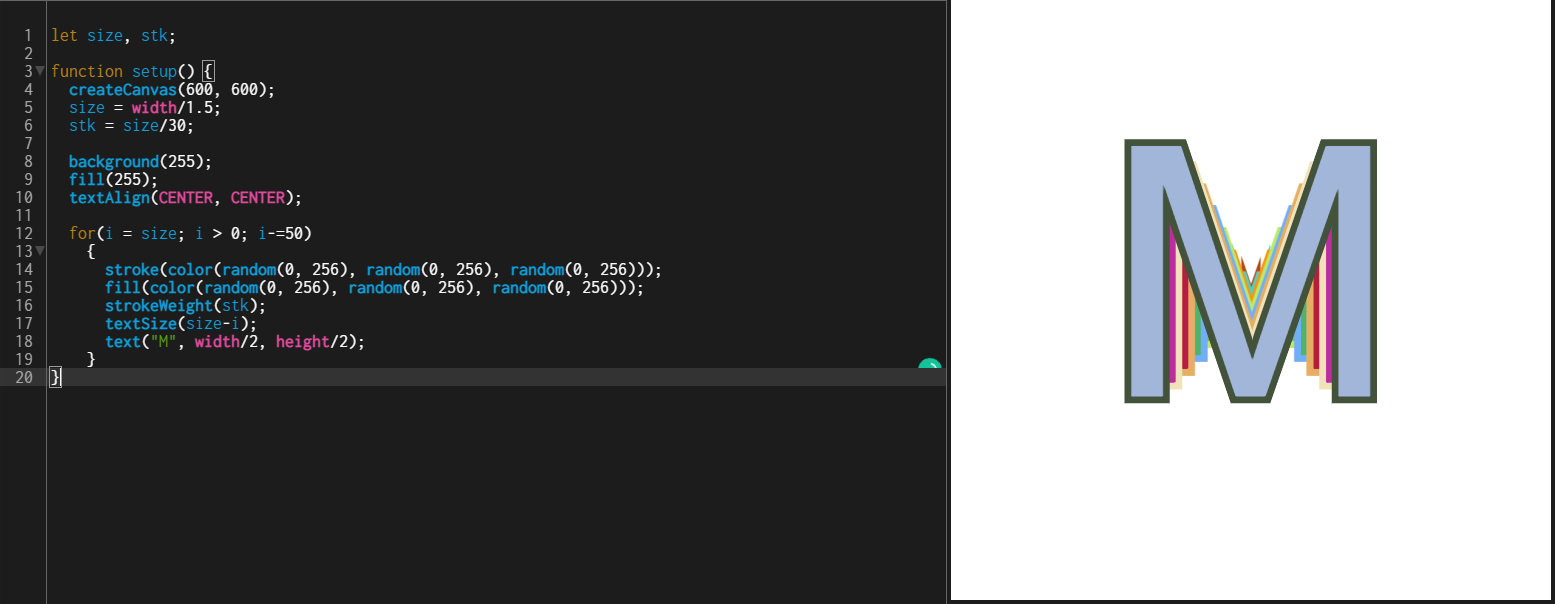 1 let size, stk;
2
3 function setup() {
4 createCanvas(600, 600);
5 size = width/1.5;
6 stk = size/30;
7
8 background(255);
9 fill(255);
10 textAlign(CENTER, CENTER);
11
12 for(i = size; i > 0; i-=50)
13 {
14 stroke(color(random(0, 256), random(0, 256), random(0, 256)));
15 fill(color(random(0, 256), random(0, 256), random(0, 256)));
16 strokeWeight(stk);
17 textSize(size-i);
18 text("M", width/2, height/2);
19 }
20 }
M